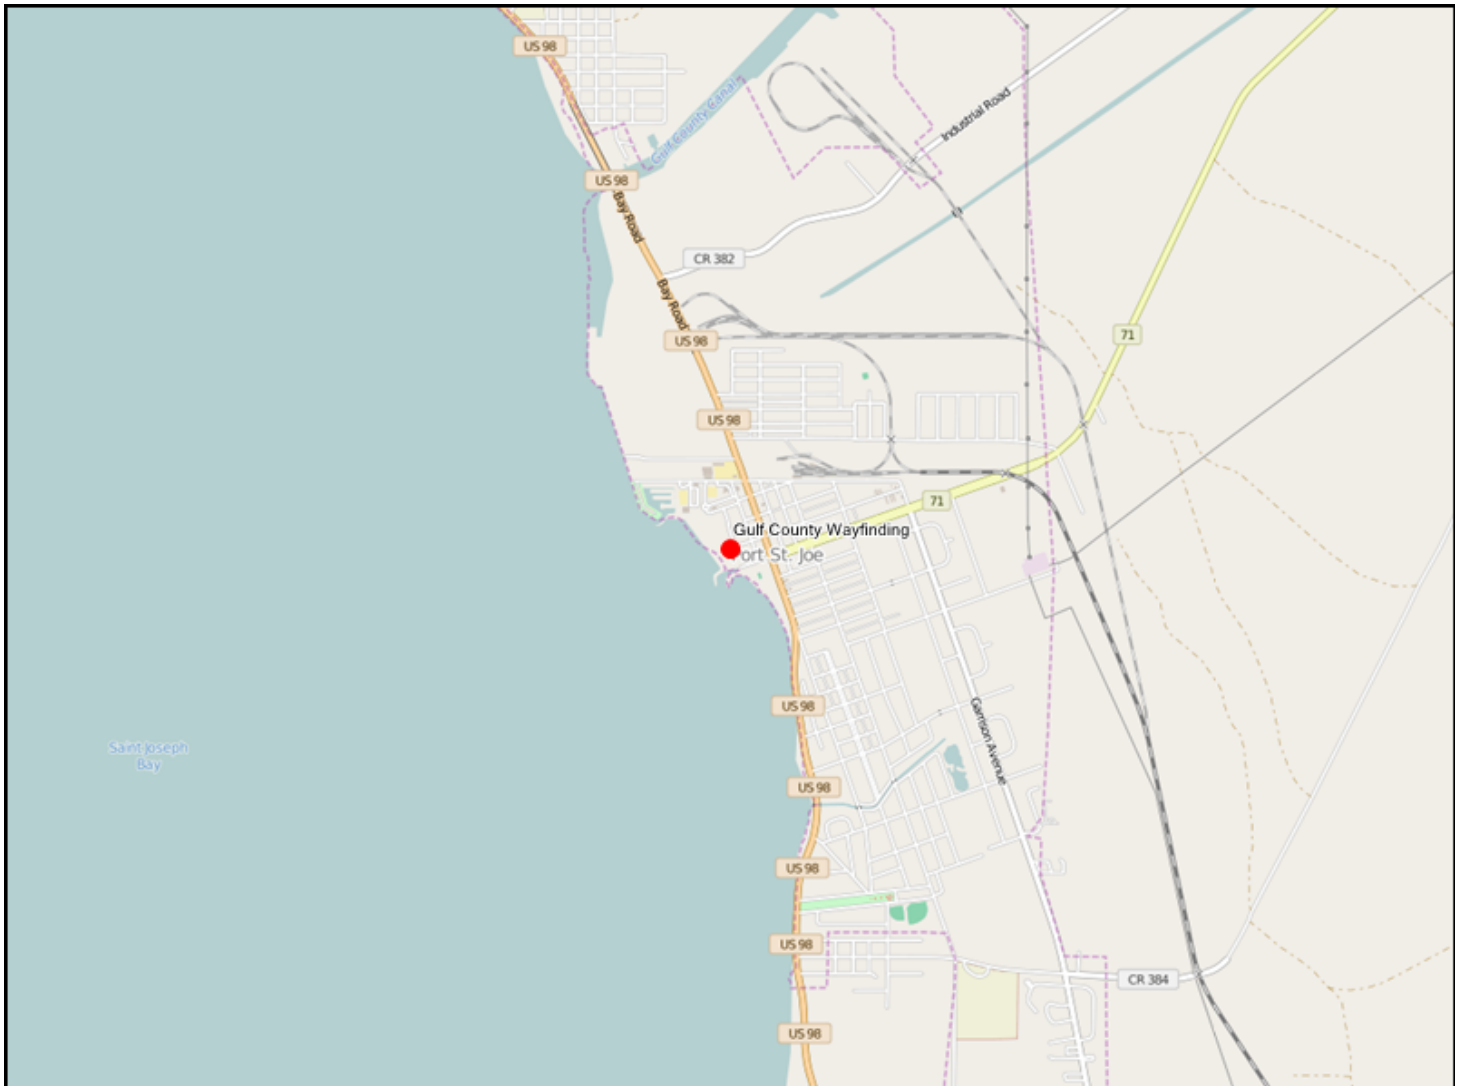 US 98
Gulf County Canal
Industrial Road
US 98
Bay Road
CR 382
Bay Road
US 98
71
US 98
71
Gulf County Wayfinding
ort St. Joe
Garrison Avenue
US 98
Saint Joseph
Bay
US 98
US 98
US 98
CR 384
US 98